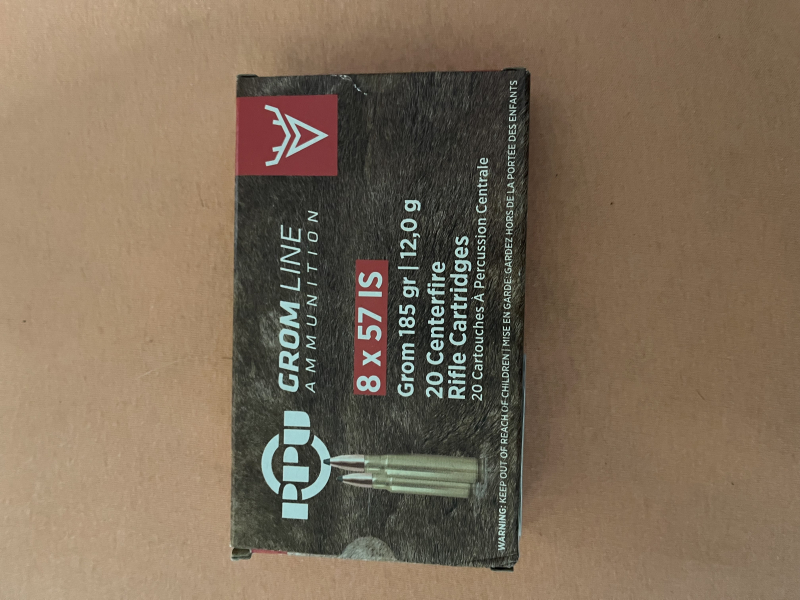 PPU
GROM LINE
AMMUNITION
8 x 57 IS
Grom 185 gr | 12,0 g
20 Centerfire
Rifle Cartridges
20 Cartouches À Percussion Centrale
WARNING: KEEP OUT OF REACH OF CHILDREN | MISE EN GARDE: GARDEZ HORS DE LA PORTÉE DES ENFANTS